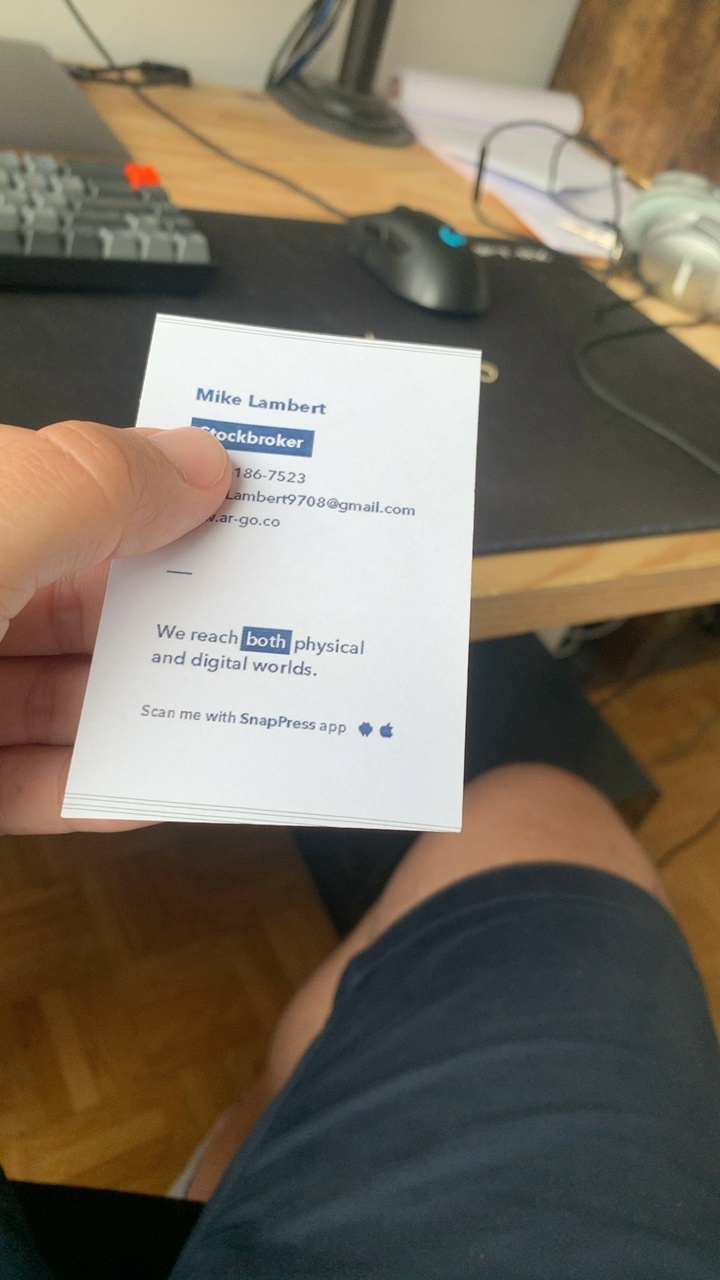 Mike Lambert
Stockbroker
186-7523
Lambert9708@gmail.com
.ar-go.co
We reach both physical
and digital worlds.
Scan me with SnapPress app